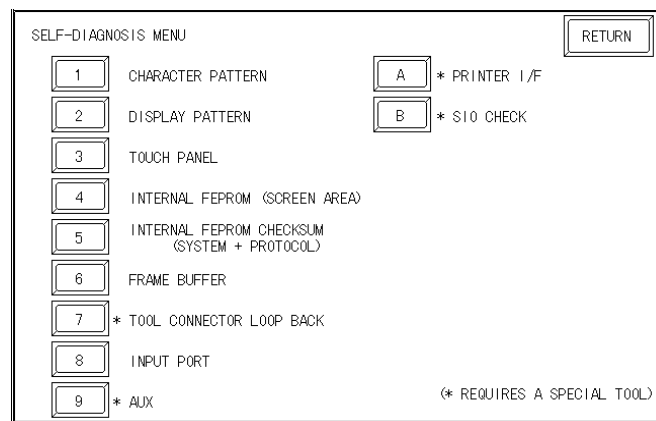 SELF-DIAGNOSIS MENU
RETURN
1 CHARACTER PATTERN
A * PRINTER I/F
2 DISPLAY PATTERN
B * SIO CHECK
3 TOUCH PANEL
4 INTERNAL FEPROM (SCREEN AREA)
5 INTERNAL FEPROM CHECKSUM
(SYSTEM + PROTOCOL)
6 FRAME BUFFER
7 * TOOL CONNECTOR LOOP BACK
8 INPUT PORT
9 * AUX
(* REQUIRES A SPECIAL TOOL)